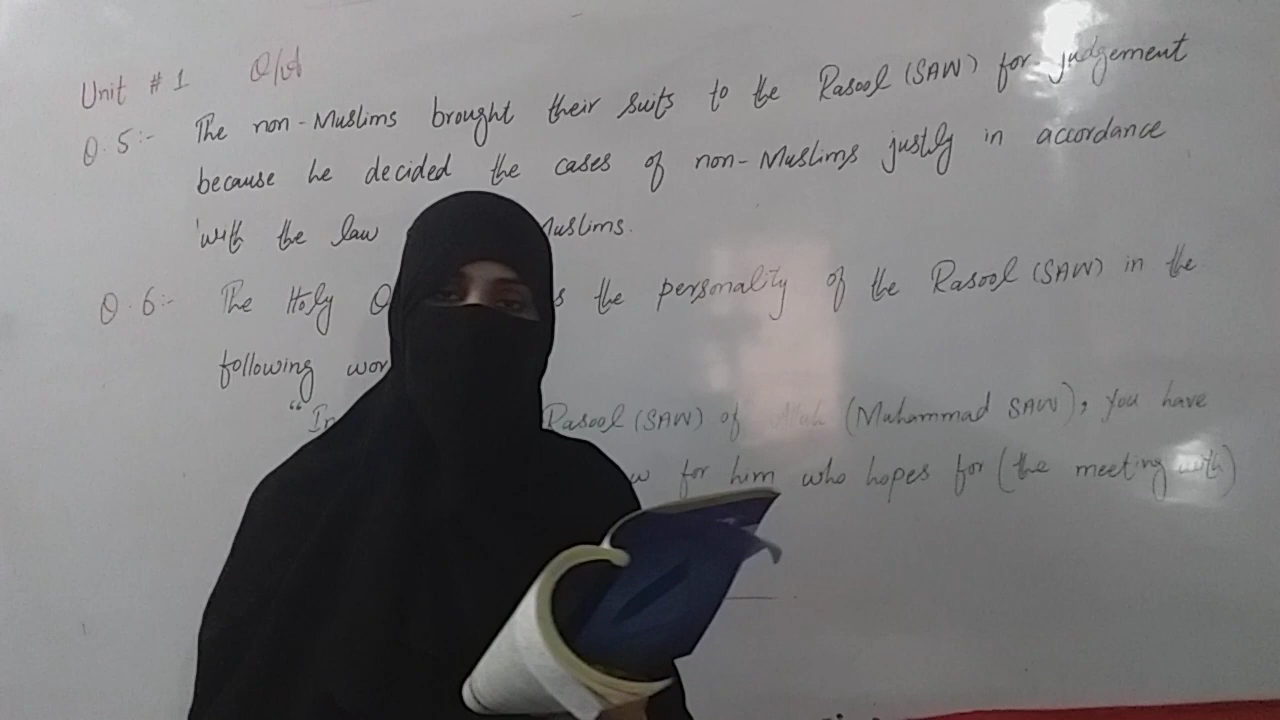 Unit # 1 Q/A
Q.5:- The non-Muslims brought their suits to the Rasool (SAW) for judgement
because he decided the cases of non-Muslims justly in accordance
with the law uslims.
Q.6:- The Holy Q s the personality of the Rasool (SAW) in the
following wor
"In Rasool (SAW) of Allah (Muhammad SAW), you have
w for him who hopes for (the meeting with)